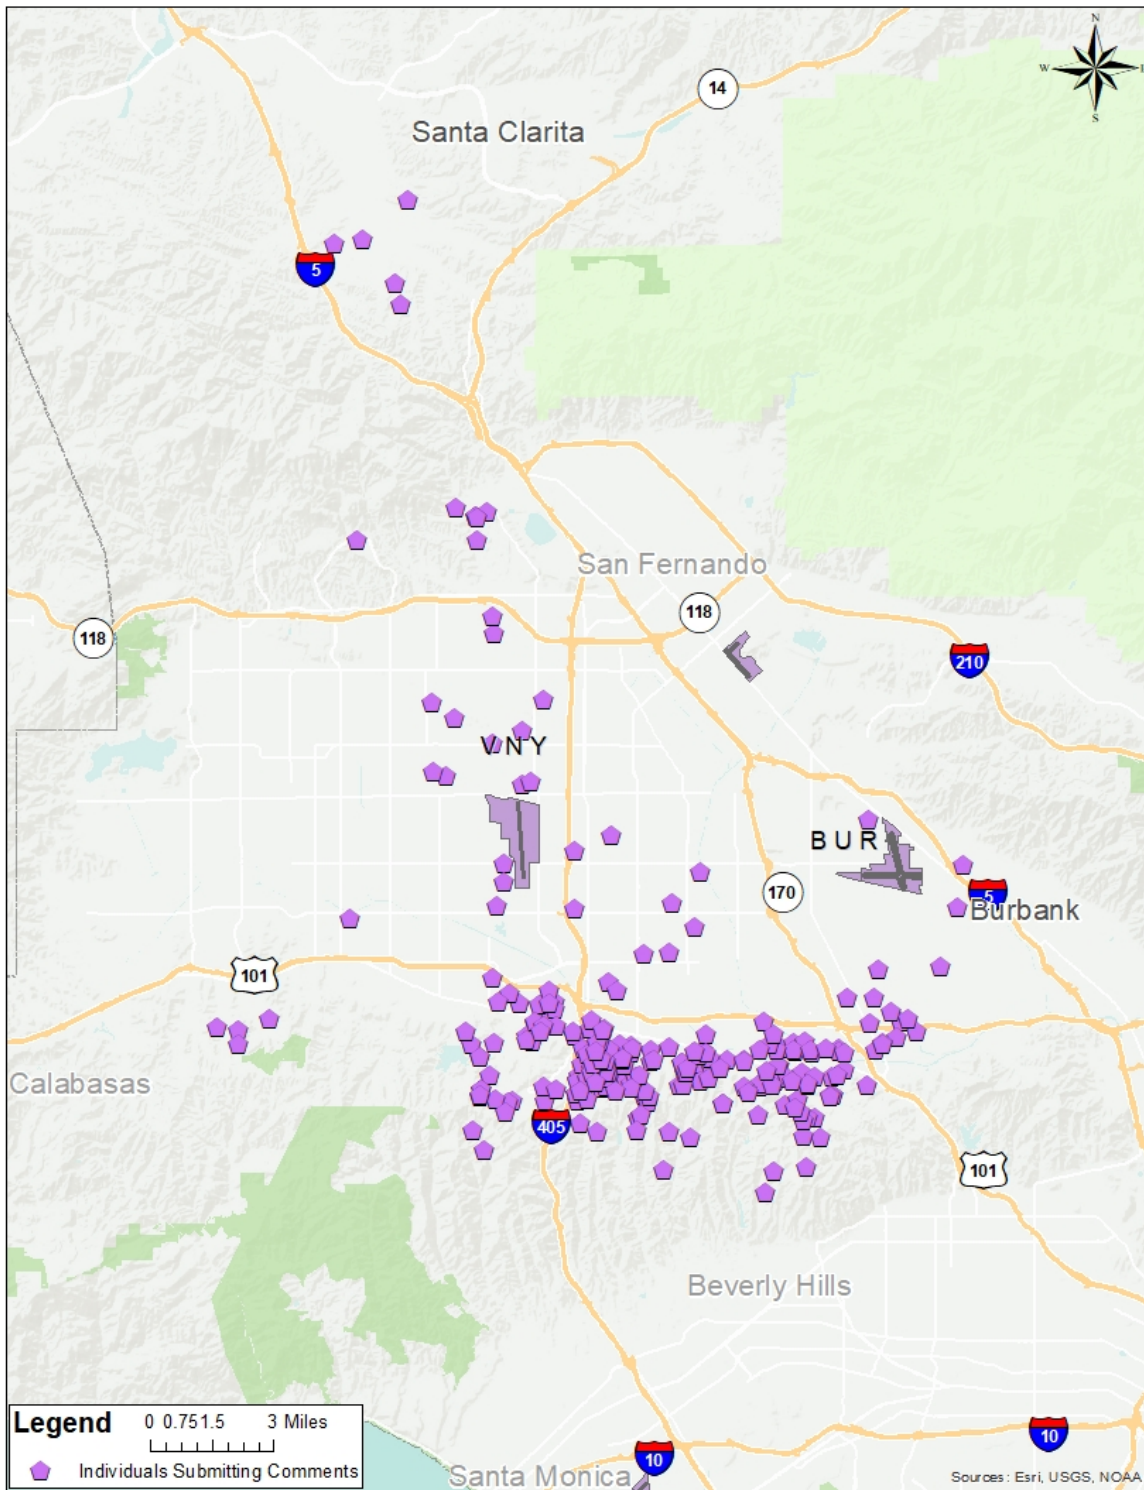 N
W
E
S
14
Santa Clarita
5
San Fernando
118
118
210
VNY
BUR
170
5
Burbank
101
Calabasas
405
101
Beverly Hills
Legend
0 0.75 1.5 3 Miles
Individuals Submitting Comments
10
10
Santa Monica
Sources: Esri, USGS, NOAA